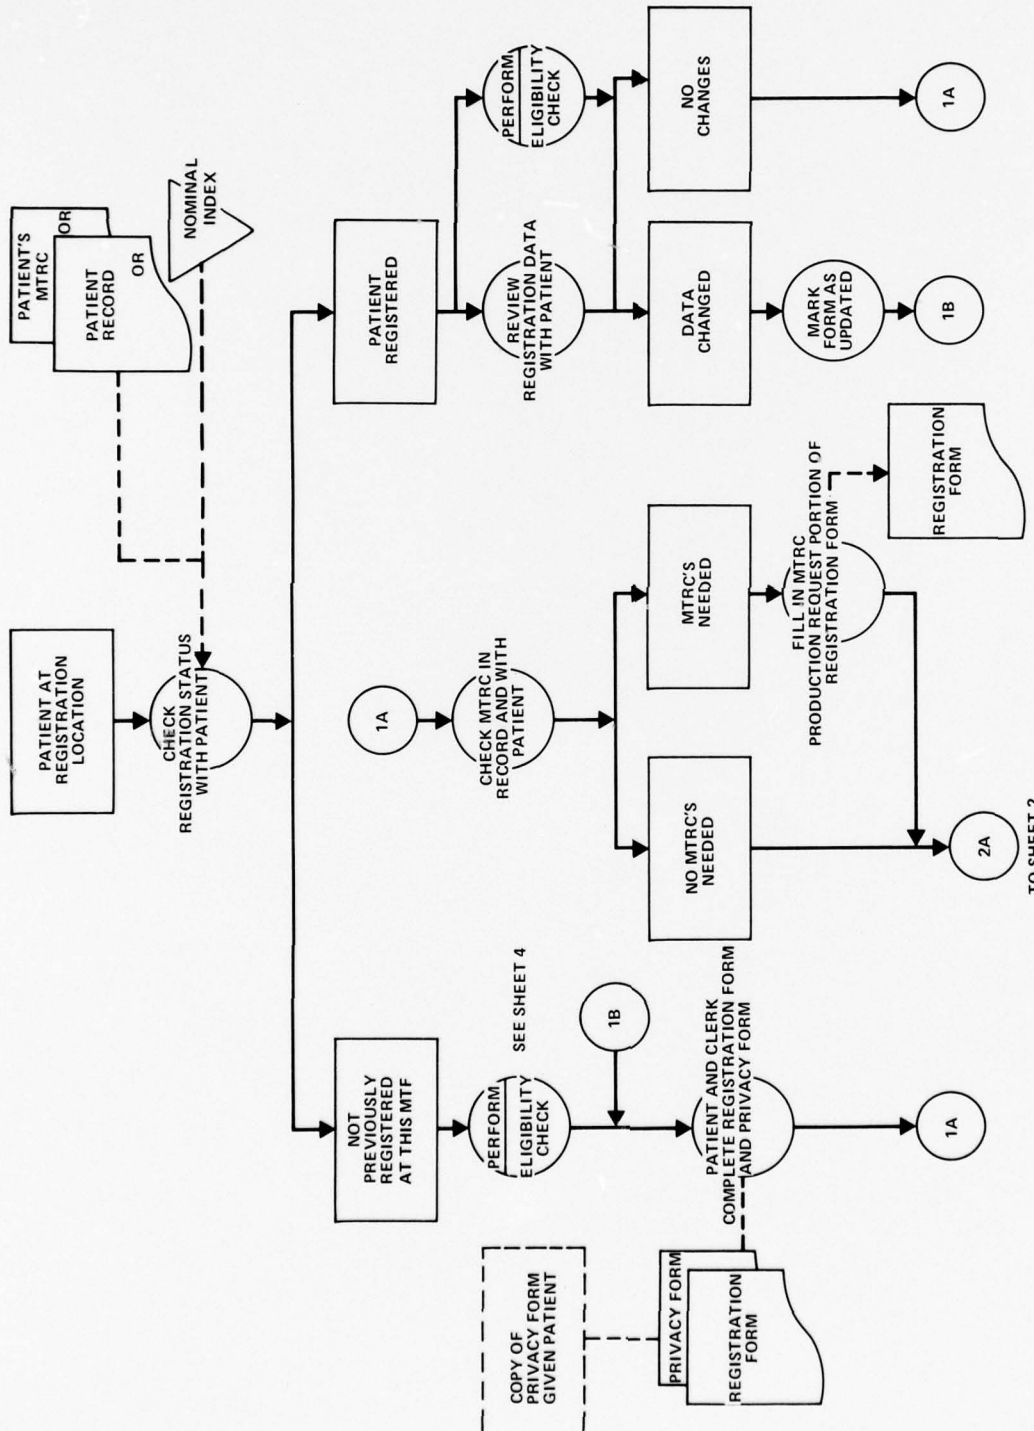 PATIENT AT
REGISTRATION
LOCATION
PATIENT'S
MTRC
OR
PATIENT
RECORD
OR
NOMINAL
INDEX
CHECK
REGISTRATION STATUS
WITH PATIENT
NOT
PREVIOUSLY
REGISTERED
AT THIS MTF
PERFORM
ELIGIBILITY
CHECK
SEE SHEET 4
1B
PATIENT AND CLERK
COMPLETE REGISTRATION FORM
AND PRIVACY FORM
1A
COPY OF
PRIVACY FORM
GIVEN PATIENT
PRIVACY FORM
REGISTRATION
FORM
1A
CHECK MTRC IN
RECORD AND WITH
PATIENT
NO MTRC'S
NEEDED
MTRC'S
NEEDED
FILL IN MTRC
PRODUCTION REQUEST PORTION OF
REGISTRATION FORM
REGISTRATION
FORM
2A
TO SHEET 2
PATIENT
REGISTERED
REVIEW
REGISTRATION DATA
WITH PATIENT
PERFORM
ELIGIBILITY
CHECK
DATA
CHANGED
NO
CHANGES
MARK
FORM AS
UPDATED
1B
1A